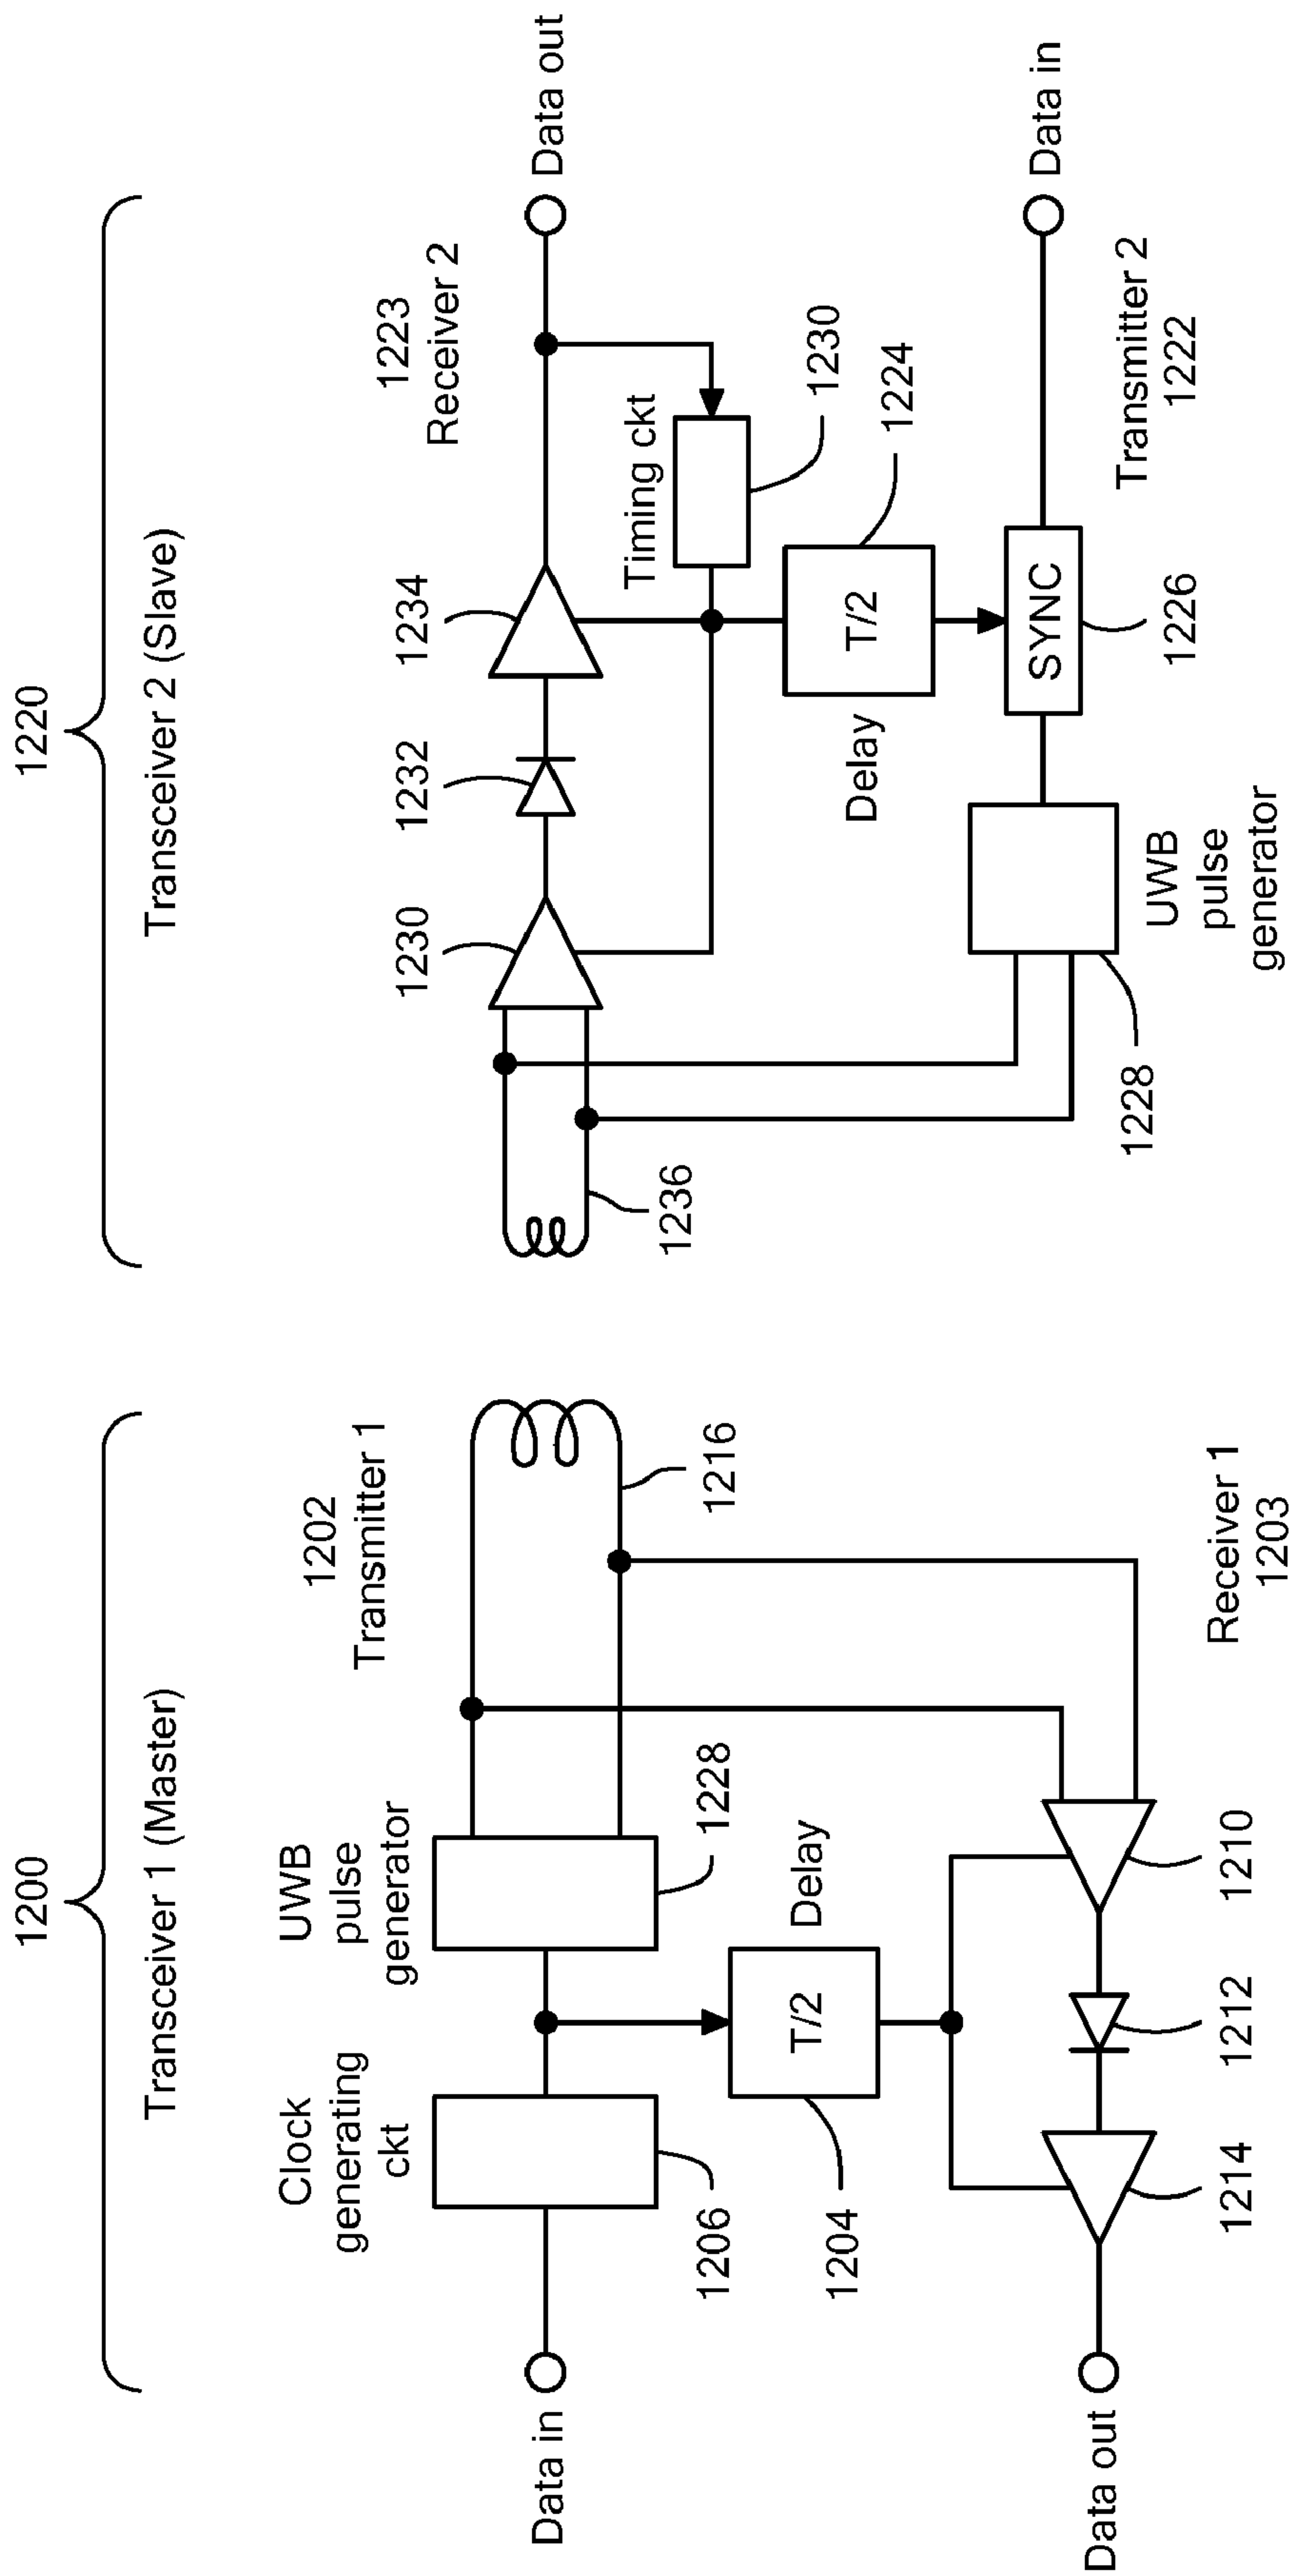 1200
Transceiver 1 (Master)
1220
Transceiver 2 (Slave)
Clock
generating
ckt
UWB
pulse
generator
1202
Transmitter 1
Data in
1206
1228
1216
T/2
Delay
1204
Data out
1214
1212
1210
Receiver 1
1203
1230
1232
1234
1223
Receiver 2
Data out
1236
Timing ckt
1230
Delay
T/2
1224
1228
UWB
pulse
generator
SYNC
1226
Transmitter 2
1222
Data in